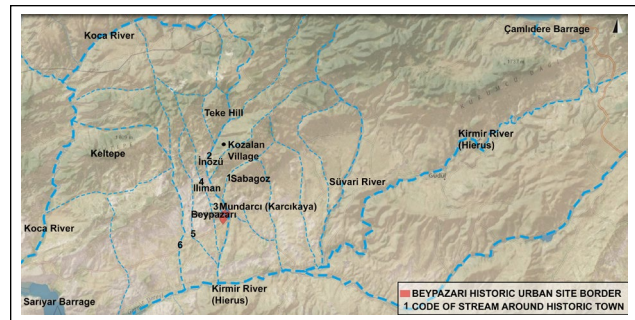 Koca River
Çamlıdere Barrage
Teke Hill
Kozalan
Village
Kirmir River
(Hierus)
Keltepe
2
İnözü
1 Sabagoz
4
Ilıman
Süvari River
3 Mundarcı (Karcıkaya)
Beypazarı
Koca River
5
6
Kirmir River
(Hierus)
Sarıyar Barrage
BEYPAZARI HISTORIC URBAN SITE BORDER
1 CODE OF STREAM AROUND HISTORIC TOWN